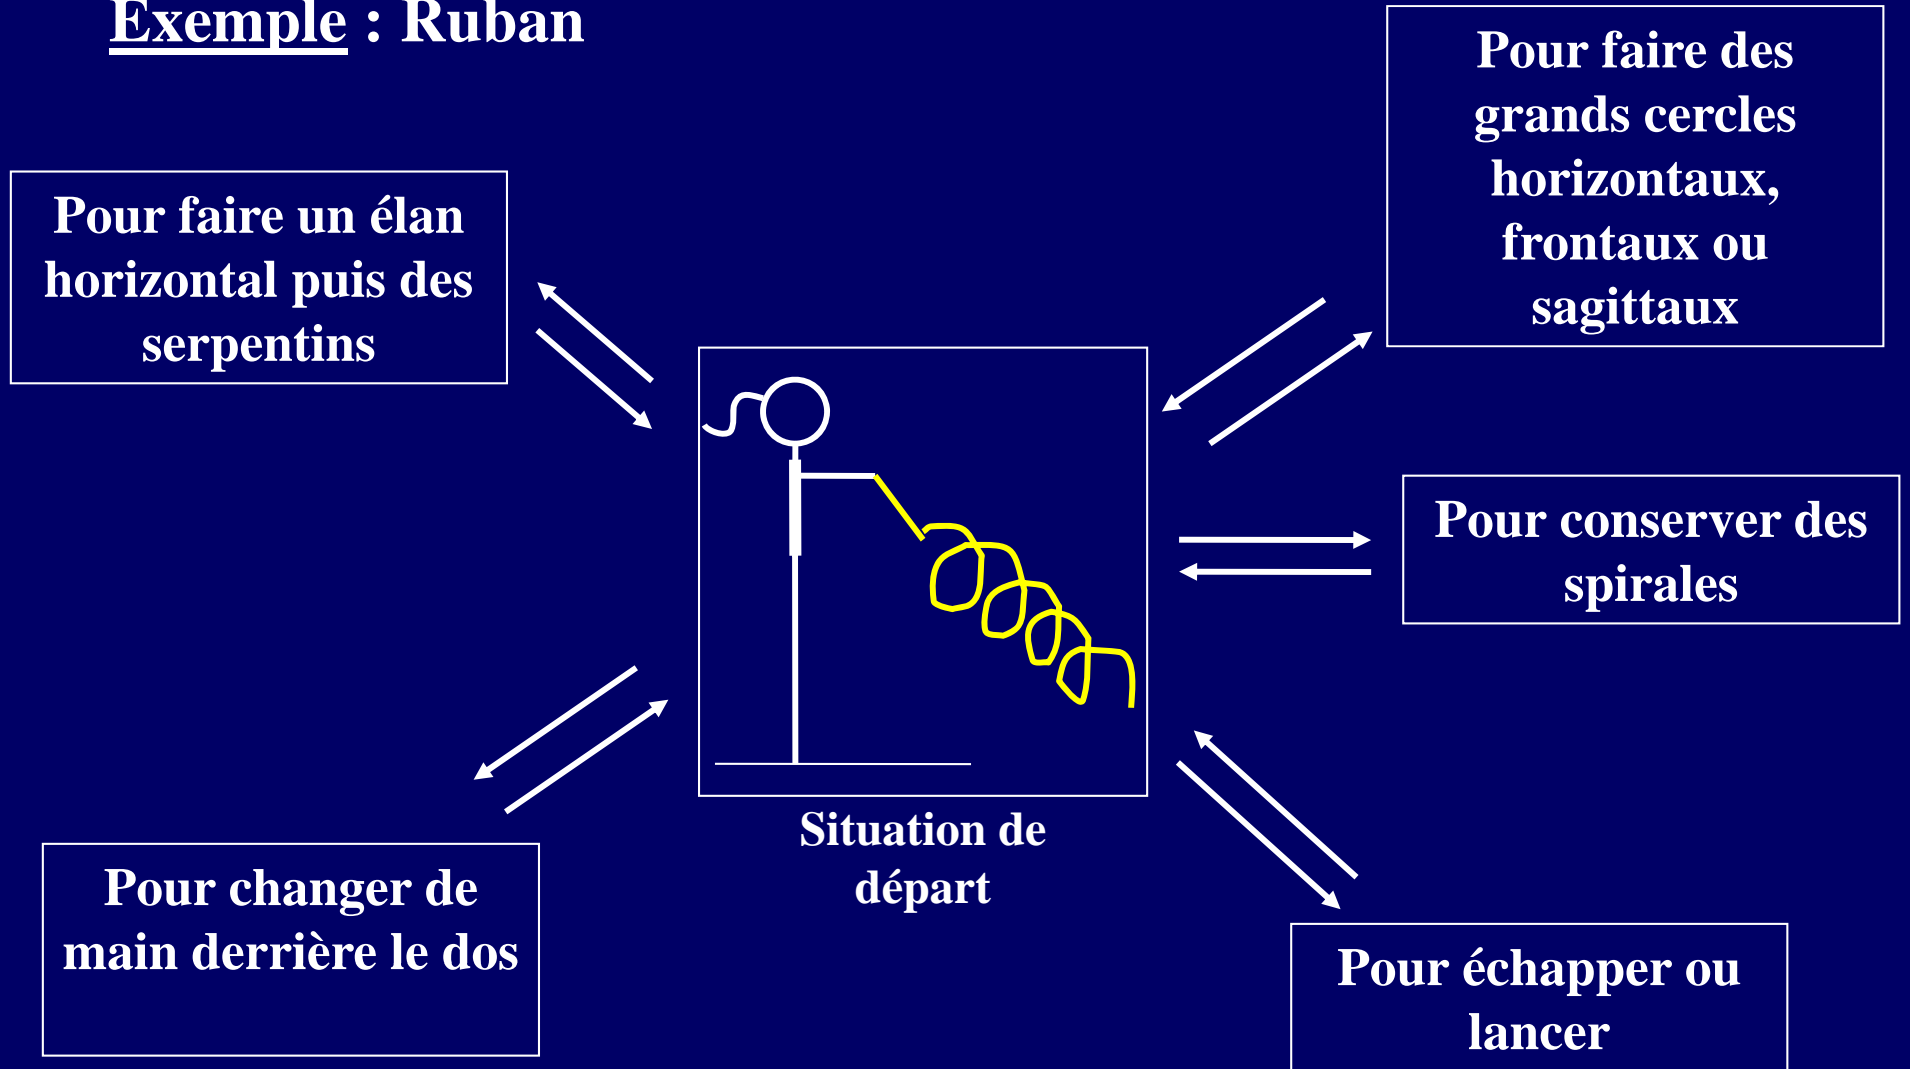 Exemple : Ruban
Pour faire des
grands cercles
horizontaux,
frontaux ou
sagittaux
Pour faire un élan
horizontal puis des
serpentins
Pour conserver des
spirales
Situation de
départ
Pour changer de
main derrière le dos
Pour échapper ou
lancer